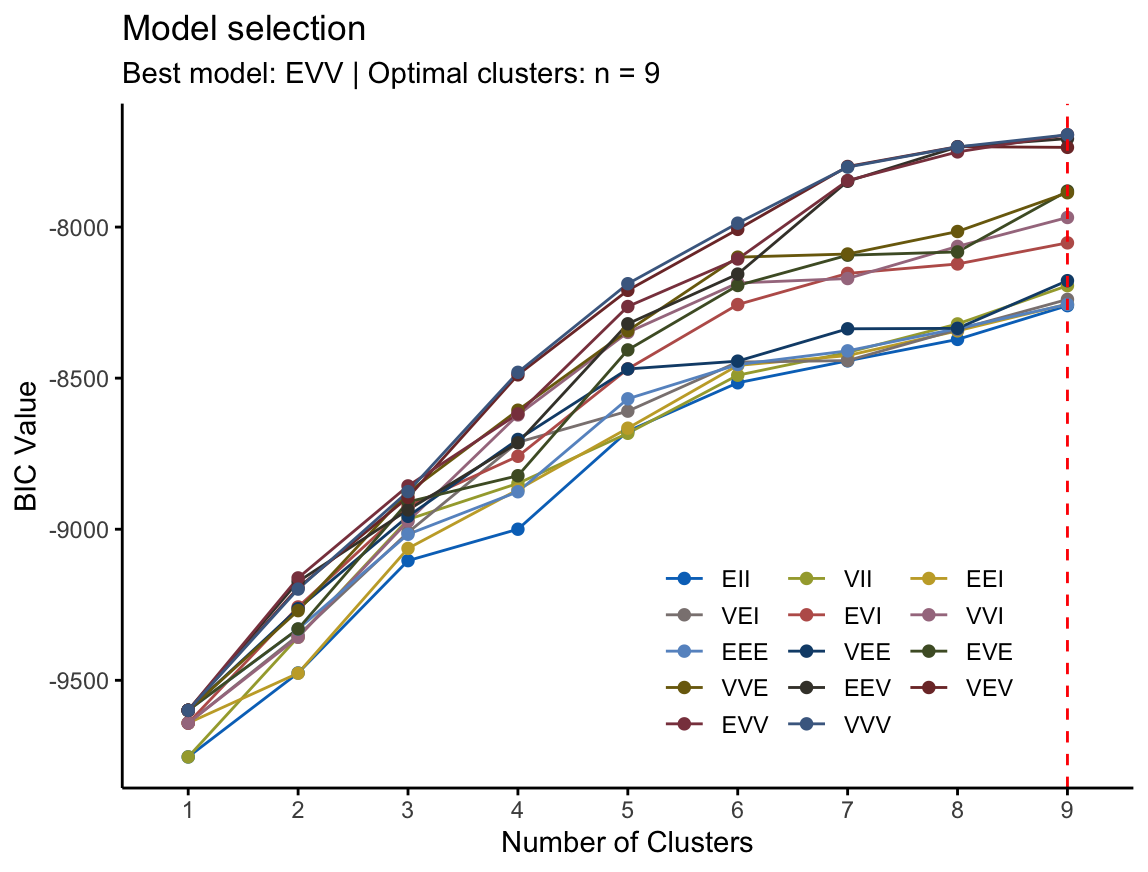 Model selection
Best model: EVV | Optimal clusters: n = 9
BIC Value
-8000
-8500
-9000
-9500
EII VII EEI
VEI EVI VVI
EEE VEE EVE
VVE EEV VEV
EVV VVV
1 2 3 4 5 6 7 8 9
Number of Clusters